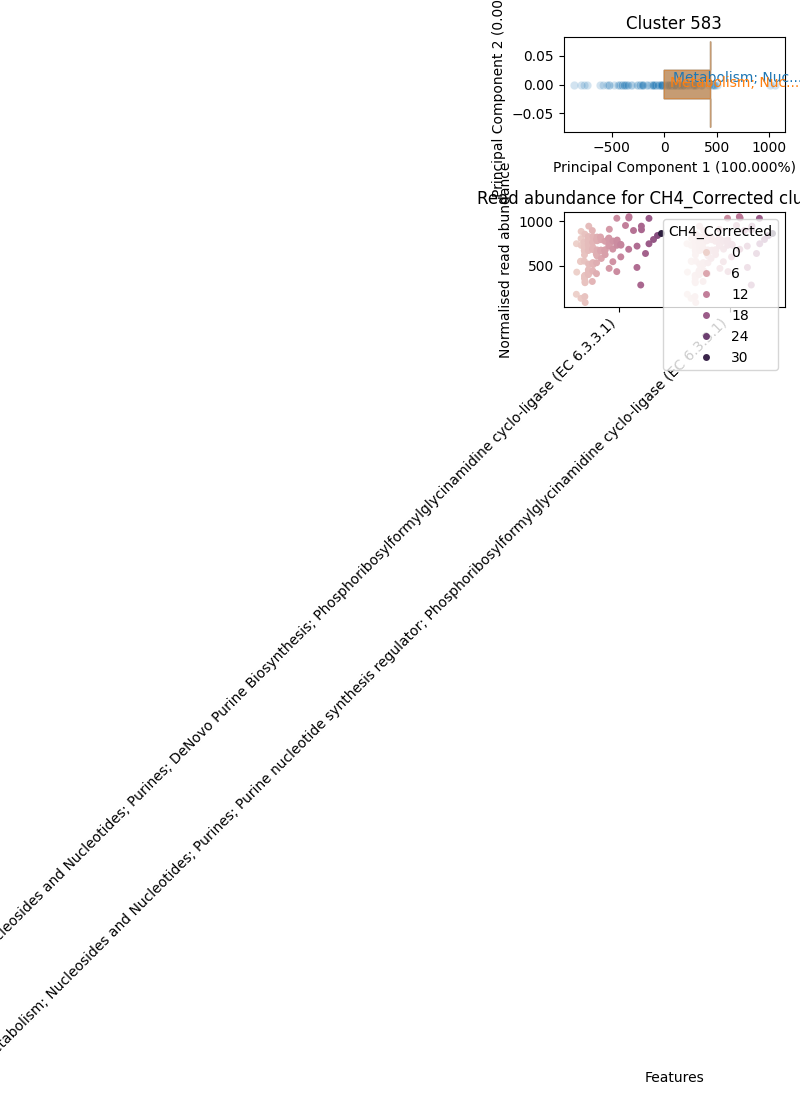 Cluster 583
Principal Component 2 (0.00
0.05
0.00
−0.05
Metabolism; Nuc...
Metabolism; Nuc...
−500
0
500
1000
Principal Component 1 (100.000%)
Read abundance for CH4_Corrected clu
Normalised read abundance
1000
500
CH4_Corrected
0
6
12
18
24
30
cleosides and Nucleotides; Purines; DeNovo Purine Biosynthesis; Phosphoribosylformylglycinamidine cyclo-ligase (EC 6.3.3.1)
etabolism; Nucleosides and Nucleotides; Purines; Purine nucleotide synthesis regulator; Phosphoribosylformylglycinamidine cyclo-ligase (EC 6.3.3.1)
Features